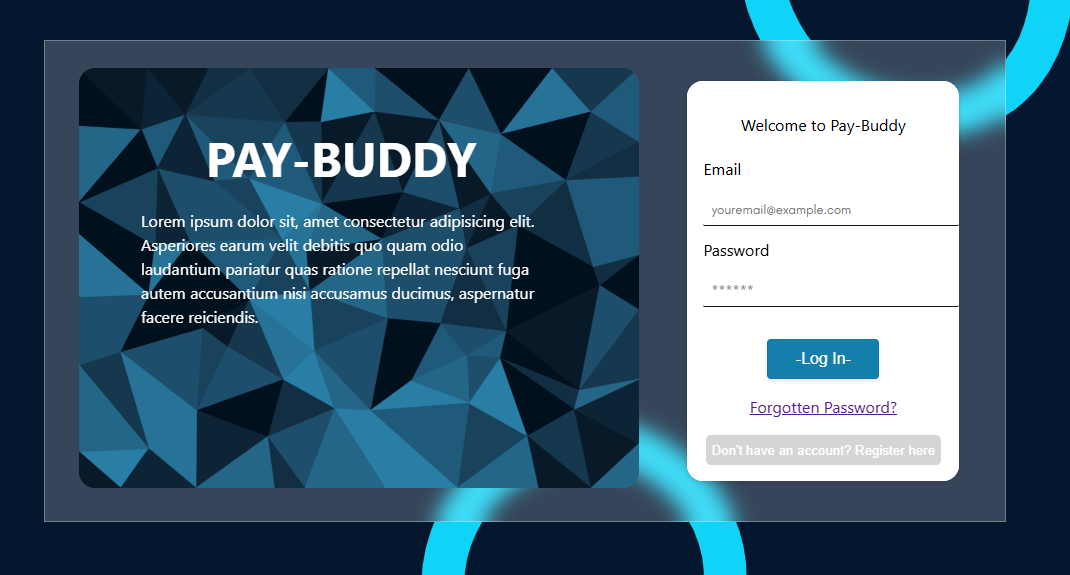 PAY-BUDDY
Lorem ipsum dolor sit, amet consectetur adipisicing elit.
Asperiores earum velit debitis quo quam odio
laudantium pariatur quas ratione repellat nesciunt fuga
autem accusantium nisi accusamus ducimus, aspernatur
facere reiciendis.
Welcome to Pay-Buddy
Email
youremail@example.com
Password
******
-Log In-
Forgotten Password?
Don't have an account? Register here